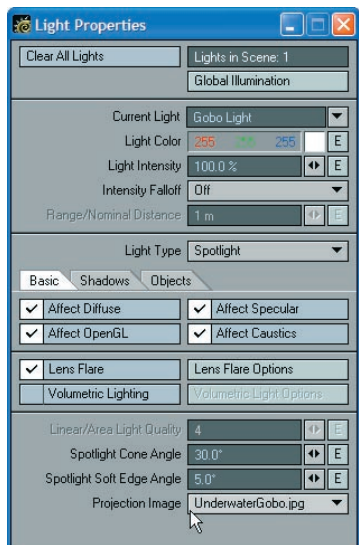 Light Properties
Clear All Lights Lights in Scene: 1
Global Illumination
Current Light Gobo Light
Light Color 255 255 255 E
Light Intensity 100.0 % E
Intensity Falloff Off
Range/Nominal Distance 1 m E
Light Type Spotlight
Basic Shadows Objects
Affect Diffuse Affect Specular
Affect OpenGL Affect Caustics
Lens Flare Lens Flare Options
Volumetric Lighting Volumetric Light Options
Linear/Area Light Quality 4 E
Spotlight Cone Angle 30.0° E
Spotlight Soft Edge Angle 5.0° E
Projection Image UnderwaterGobo.jpg